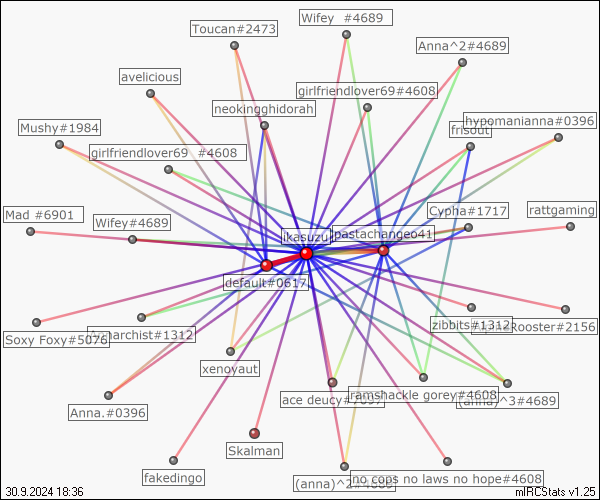 Wifey  #4689
Toucan#2473
Anna^2#4689
avelicious
girlfriendlover69#4608
neokingghidorah
hypomanianna#0396
Mushy#1984
frisout
girlfriendlover69  #4608
Mad #6901
Wifey#4689
Cypha#1717
rattgaming
ikasuzu
pastachangeo41
default#0617
Soxy Foxy#5076
#1312
zibbits#1312
Rooster#2156
xenoyaut
Anna.#0396
ace deucy
ramshackle gorey#4608
(anna)^3#4689
Skalman
fakedingo
(anna)^2#4689
no cops no laws no hope#4608
30.9.2024 18:36
mIRCStats v1.25